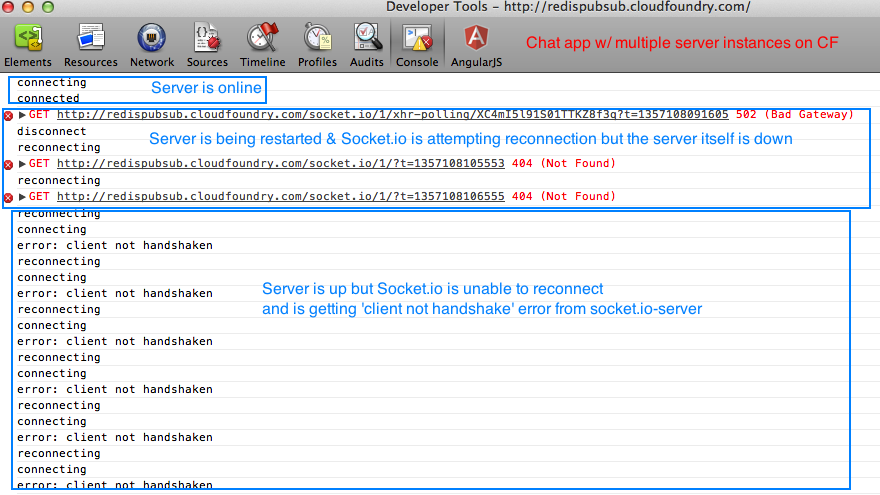 Developer Tools - http://redispubsub.cloudfoundry.com/
Elements Resources Network Sources Timeline Profiles Audits Console AngularJS
Chat app w/ multiple server instances on CF
connecting
Server is online
connected
GET http://redispubsub.cloudfoundry.com/socket.io/1/xhr-polling/XC4mI5l91S01TTKZ8f3q?t=1357108091605 502 (Bad Gateway)
disconnect
Server is being restarted & Socket.io is attempting reconnection but the server itself is down
reconnecting
GET http://redispubsub.cloudfoundry.com/socket.io/1/?t=1357108105553 404 (Not Found)
reconnecting
GET http://redispubsub.cloudfoundry.com/socket.io/1/?t=1357108106555 404 (Not Found)
reconnecting
connecting
error: client not handshaken
reconnecting
connecting
Server is up but Socket.io is unable to reconnect
error: client not handshaken
and is getting 'client not handshake' error from socket.io-server
reconnecting
connecting
error: client not handshaken
reconnecting
connecting
error: client not handshaken
reconnecting
connecting
error: client not handshaken
reconnecting
connecting
error: client not handshaken